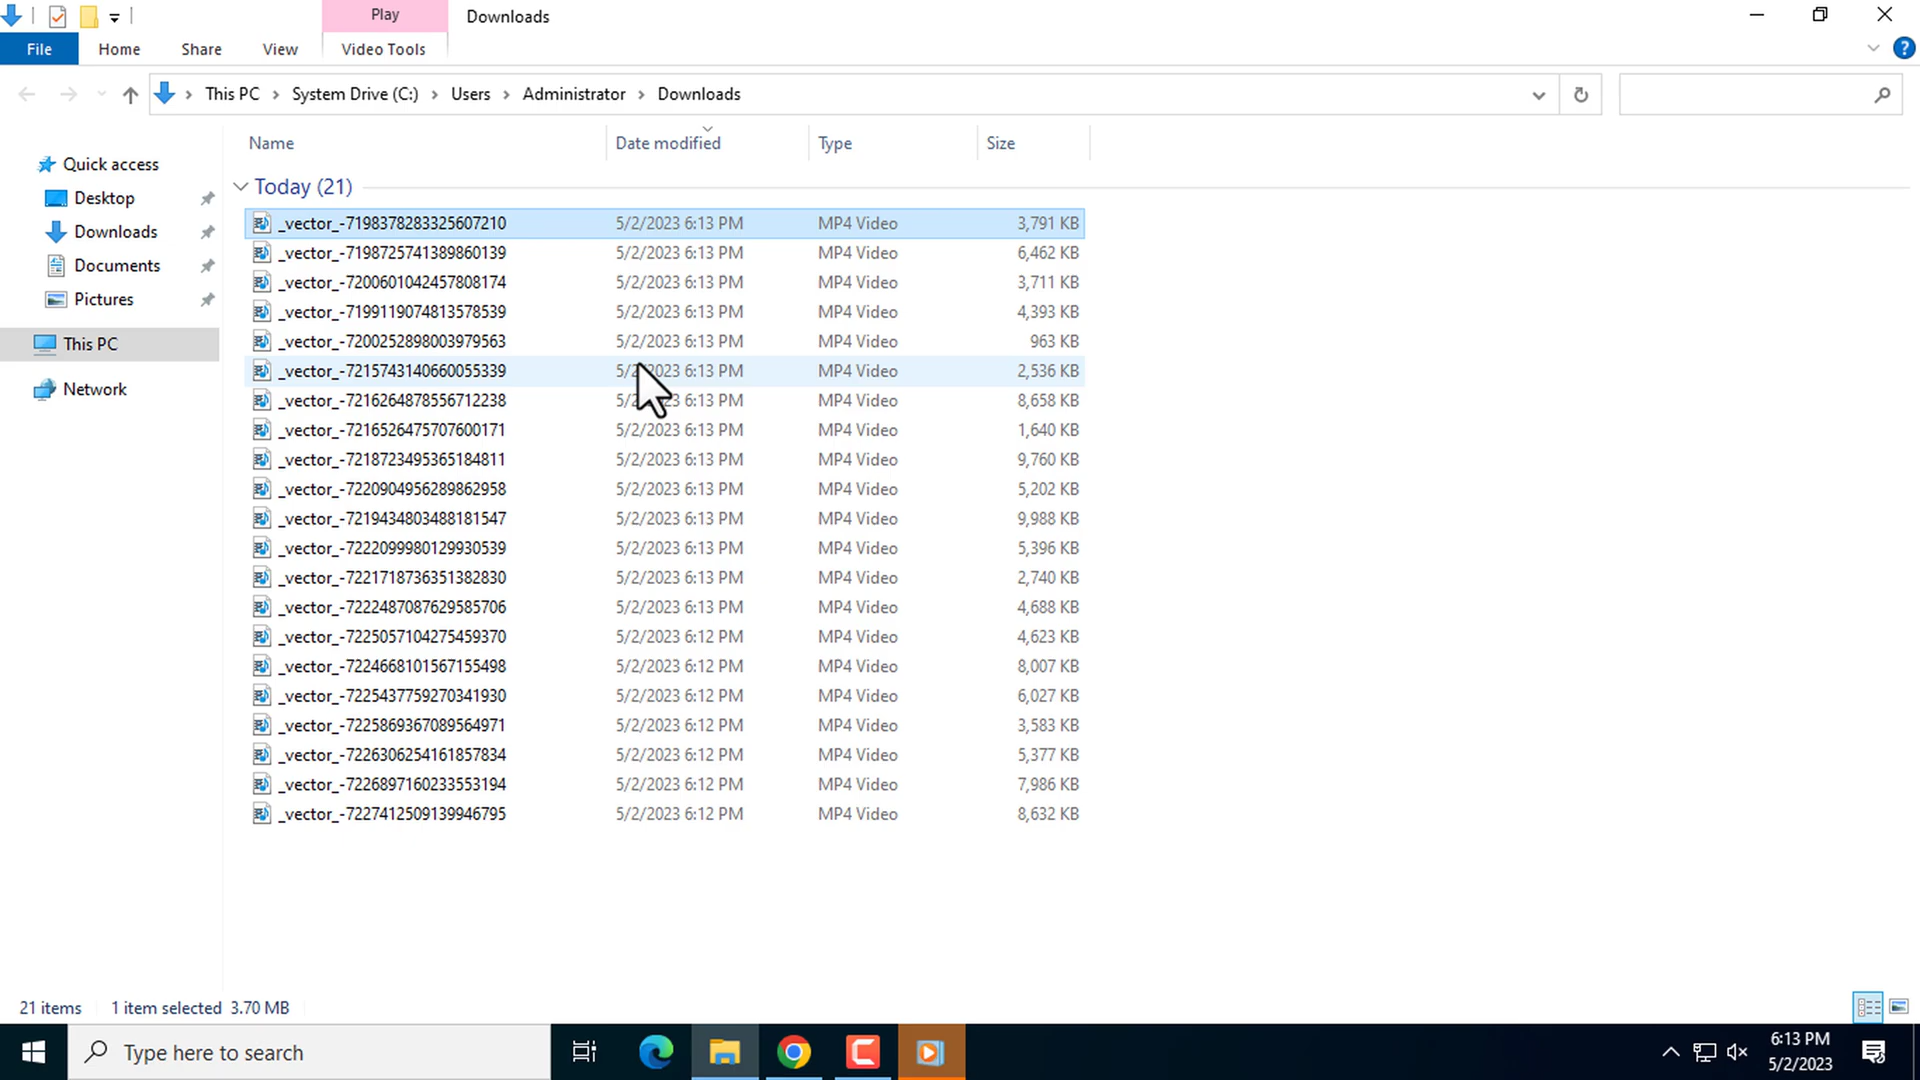 Play Downloads
File Home Share View Video Tools
This PC System Drive (C:) Users Administrator Downloads
Name Date modified Type Size
Quick access
Desktop
Downloads
Documents
Pictures
This PC
Network
Today (21)
_vector_-7198378283325607210 5/2/2023 6:13 PM MP4 Video 3,791 KB
_vector_-7198725741389860139 5/2/2023 6:13 PM MP4 Video 6,462 KB
_vector_-7200601042457808174 5/2/2023 6:13 PM MP4 Video 3,711 KB
_vector_-7199119074813578539 5/2/2023 6:13 PM MP4 Video 4,393 KB
_vector_-7200252898003979563 5/2/2023 6:13 PM MP4 Video 963 KB
_vector_-7215743140660055339 5/2/2023 6:13 PM MP4 Video 2,536 KB
_vector_-7216264878556712238 5/2/2023 6:13 PM MP4 Video 8,658 KB
_vector_-7216526475707600171 5/2/2023 6:13 PM MP4 Video 1,640 KB
_vector_-7218723495365184811 5/2/2023 6:13 PM MP4 Video 9,760 KB
_vector_-7220904956289862958 5/2/2023 6:13 PM MP4 Video 5,202 KB
_vector_-7219434803488181547 5/2/2023 6:13 PM MP4 Video 9,988 KB
_vector_-7222099980129930539 5/2/2023 6:13 PM MP4 Video 5,396 KB
_vector_-7221718736351382830 5/2/2023 6:13 PM MP4 Video 2,740 KB
_vector_-7222487087629585706 5/2/2023 6:13 PM MP4 Video 4,688 KB
_vector_-7225057104275459370 5/2/2023 6:12 PM MP4 Video 4,623 KB
_vector_-7224668101567155498 5/2/2023 6:12 PM MP4 Video 8,007 KB
_vector_-7225437759270341930 5/2/2023 6:12 PM MP4 Video 6,027 KB
_vector_-7225869367089564971 5/2/2023 6:12 PM MP4 Video 3,583 KB
_vector_-7226306254161857834 5/2/2023 6:12 PM MP4 Video 5,377 KB
_vector_-7226897160233553194 5/2/2023 6:12 PM MP4 Video 7,986 KB
_vector_-7227412509139946795 5/2/2023 6:12 PM MP4 Video 8,632 KB
21 items 1 item selected 3.70 MB
Type here to search
6:13 PM
5/2/2023